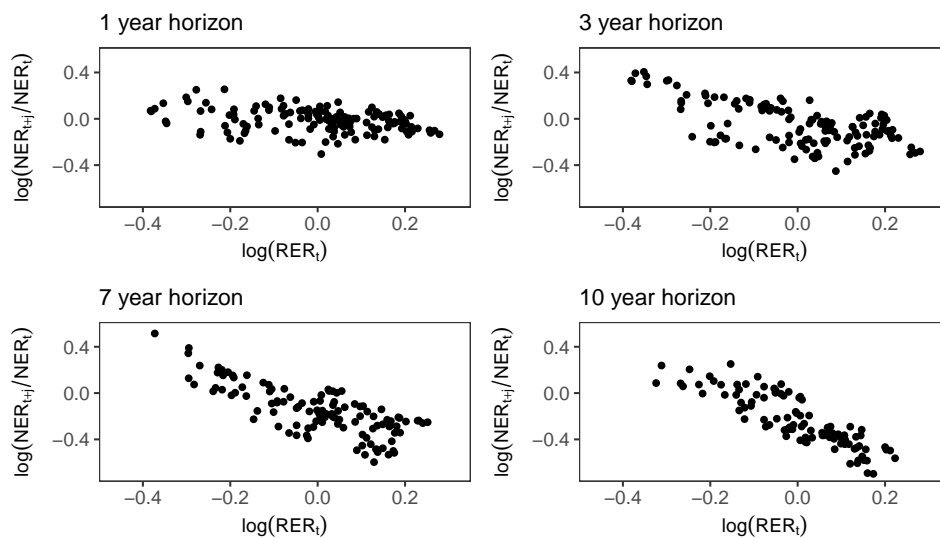 1 year horizon
log(NERₜ₊ⱼ/NERₜ)
0.4
0.0
−0.4
−0.4 −0.2 0.0 0.2
log(RERₜ)
3 year horizon
log(NERₜ₊ⱼ/NERₜ)
0.4
0.0
−0.4
−0.4 −0.2 0.0 0.2
log(RERₜ)
7 year horizon
log(NERₜ₊ⱼ/NERₜ)
0.4
0.0
−0.4
−0.4 −0.2 0.0 0.2
log(RERₜ)
10 year horizon
log(NERₜ₊ⱼ/NERₜ)
0.4
0.0
−0.4
−0.4 −0.2 0.0 0.2
log(RERₜ)